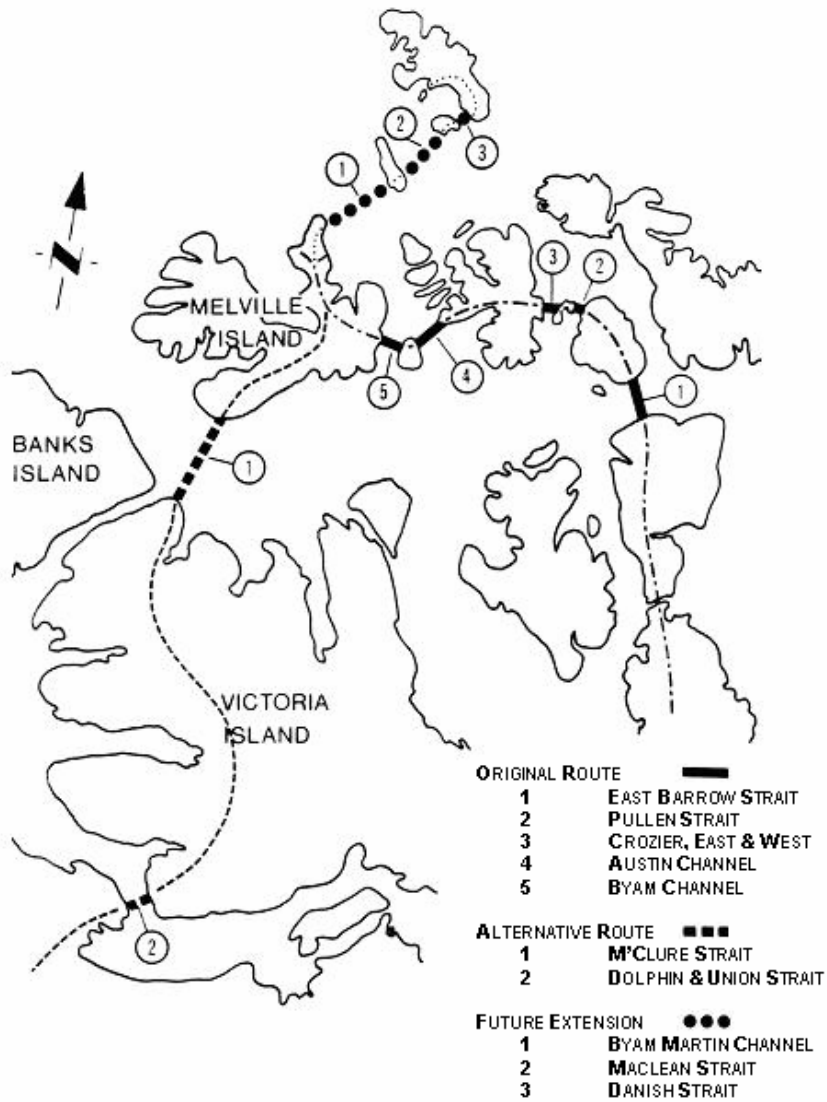 2
1
3
1
N
3
2
MELVILLE
ISLAND
5
4
1
BANKS
ISLAND
1
VICTORIA
ISLAND
2
ORIGINAL ROUTE
1 EAST BARROW STRAIT
2 PULLEN STRAIT
3 CROZIER, EAST & WEST
4 AUSTIN CHANNEL
5 BYAM CHANNEL
ALTERNATIVE ROUTE
1 M'CLURE STRAIT
2 DOLPHIN & UNION STRAIT
FUTURE EXTENSION
1 BYAM MARTIN CHANNEL
2 MACLEAN STRAIT
3 DANISH STRAIT